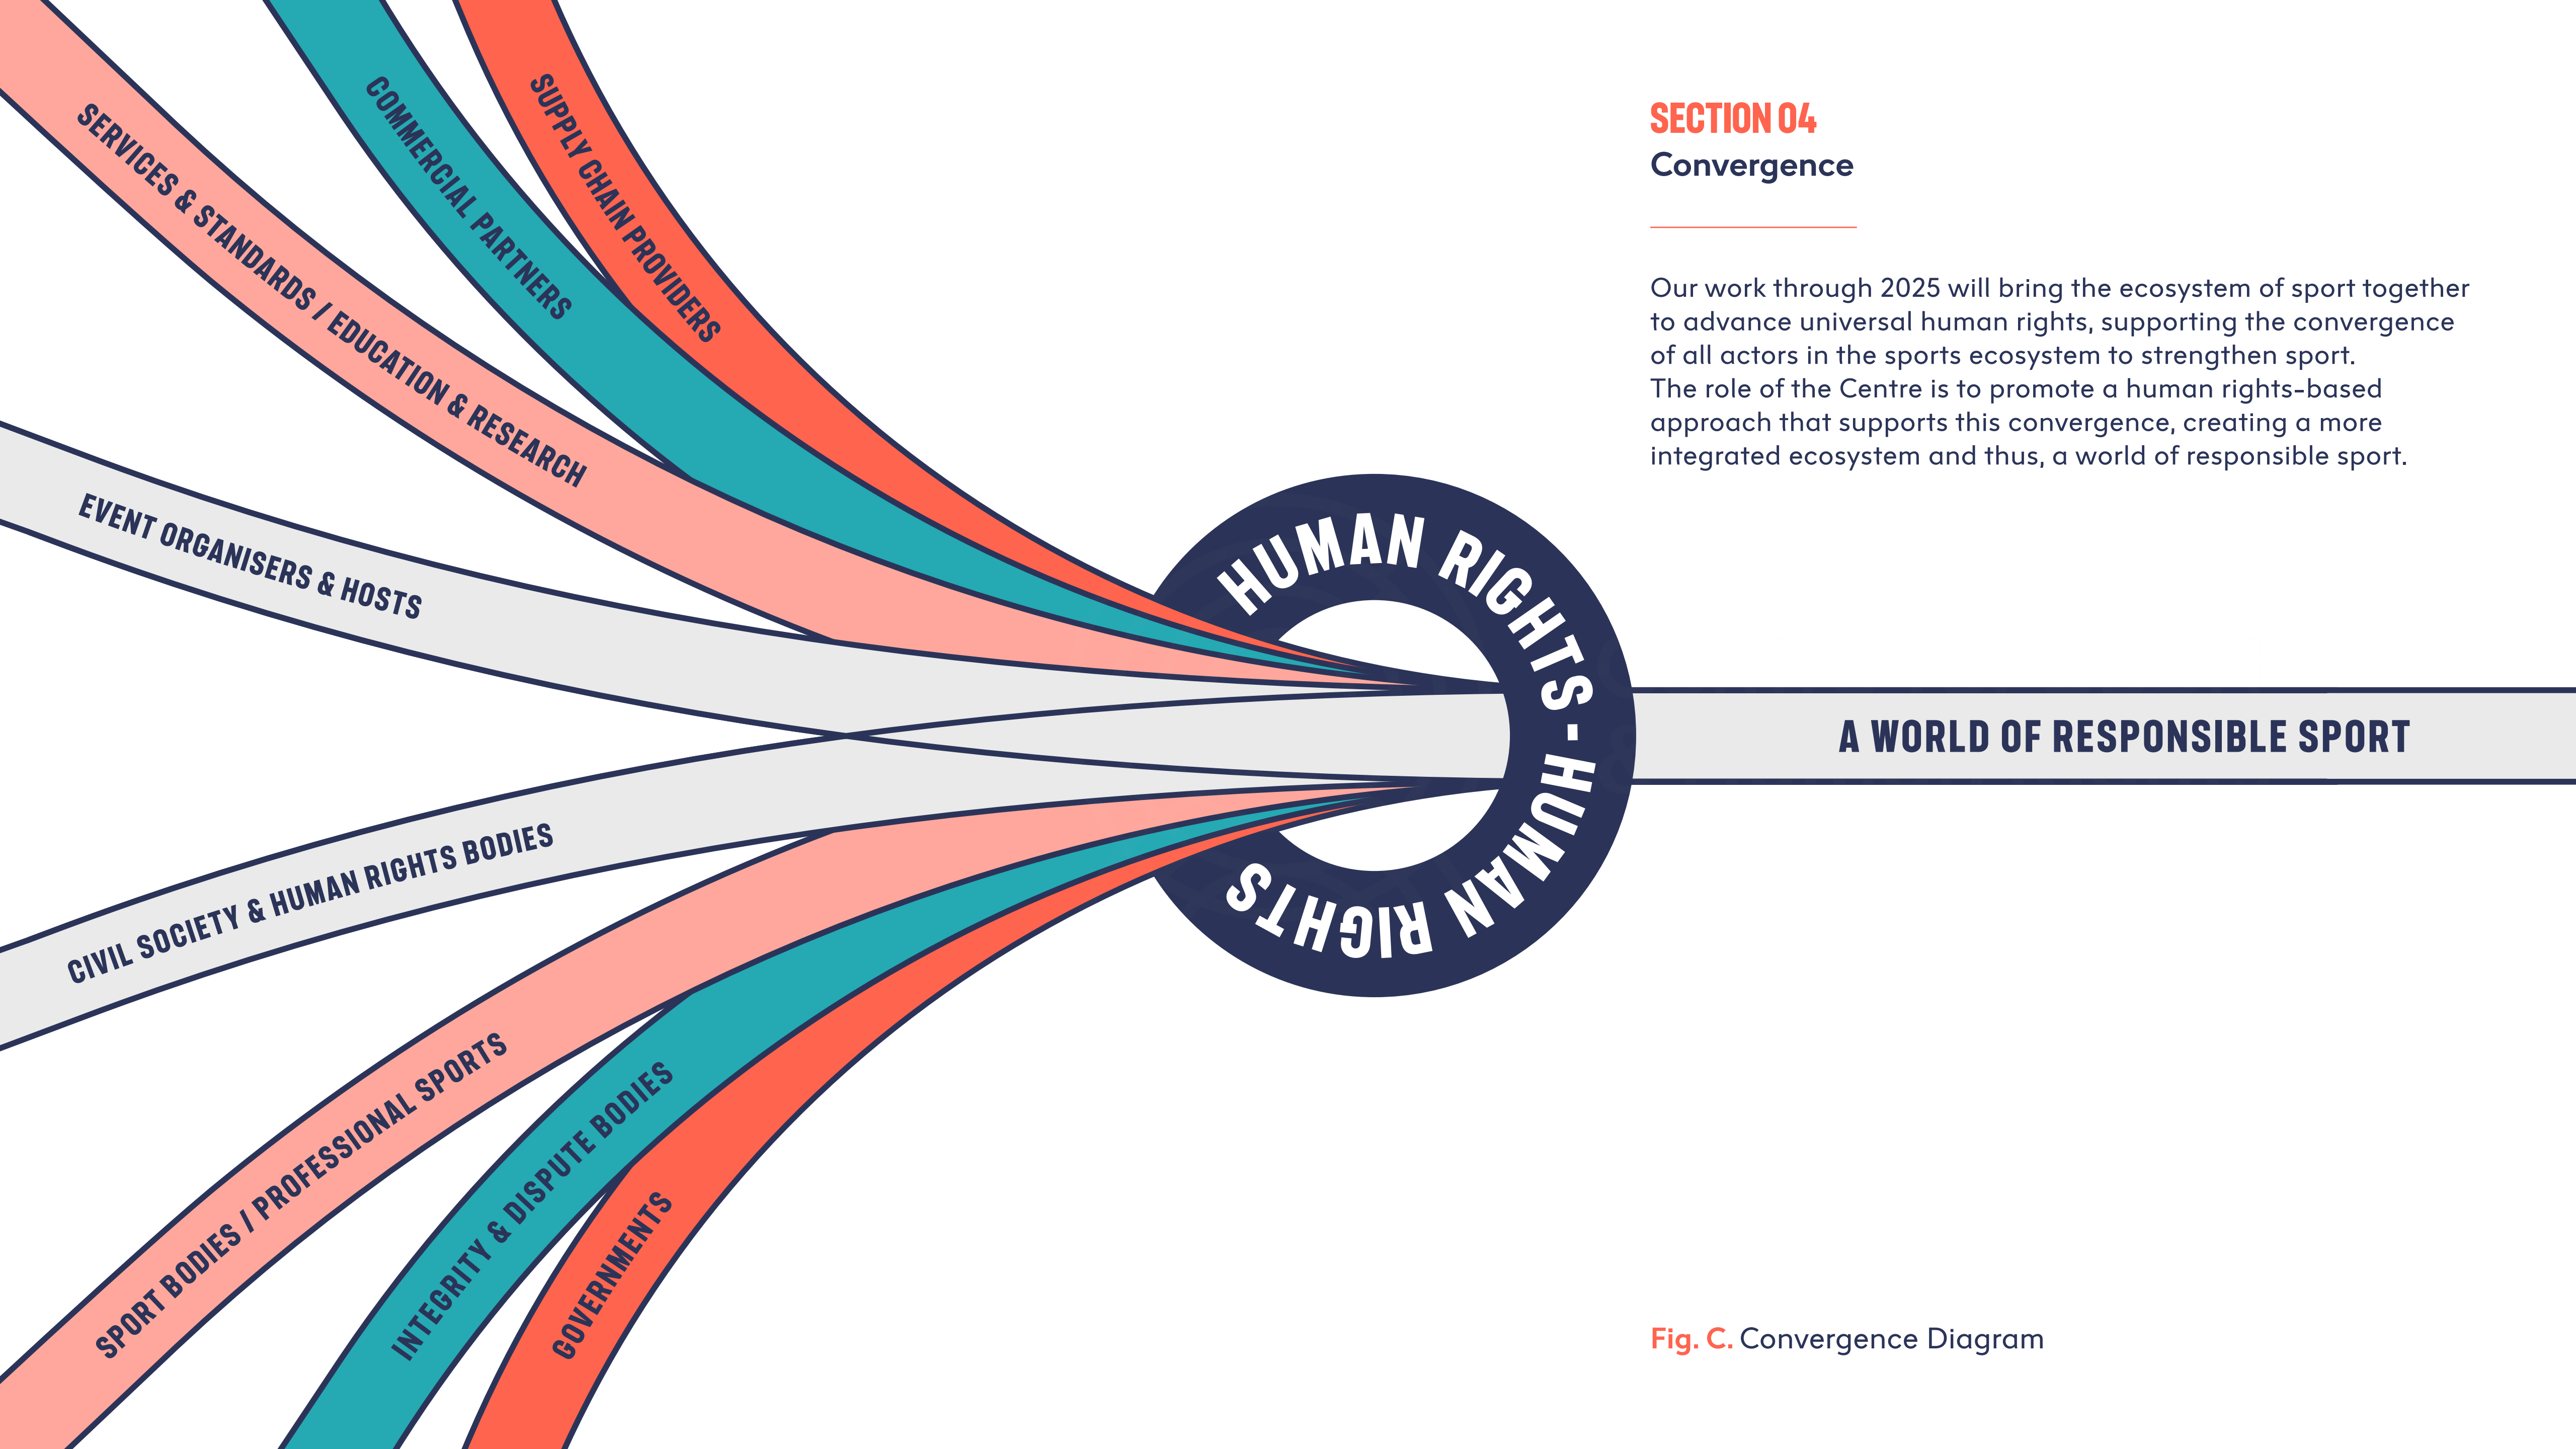 SUPPLY CHAIN PROVIDERS
COMMERCIAL PARTNERS
SERVICES & STANDARDS / EDUCATION & RESEARCH
EVENT ORGANISERS & HOSTS
CIVIL SOCIETY & HUMAN RIGHTS BODIES
SPORT BODIES / PROFESSIONAL SPORTS
INTEGRITY & DISPUTE BODIES
GOVERNMENTS
HUMAN RIGHTS - HUMAN RIGHTS
A WORLD OF RESPONSIBLE SPORT
SECTION 04
Convergence
Our work through 2025 will bring the ecosystem of sport together
to advance universal human rights, supporting the convergence
of all actors in the sports ecosystem to strengthen sport.
The role of the Centre is to promote a human rights-based
approach that supports this convergence, creating a more
integrated ecosystem and thus, a world of responsible sport.
Fig. C. Convergence Diagram